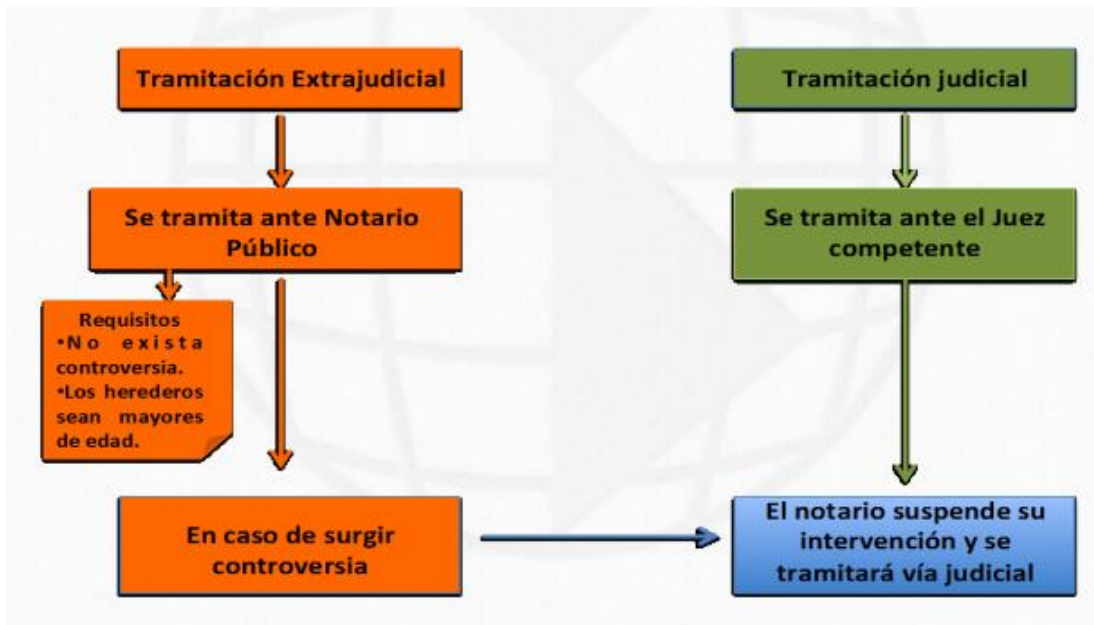 Tramitación Extrajudicial
Tramitación judicial
Se tramita ante Notario
Público
Se tramita ante el Juez
competente
Requisitos
•No exista
controversia.
•Los herederos
sean mayores
de edad.
En caso de surgir
controversia
El notario suspende su
intervención y se
tramitará vía judicial